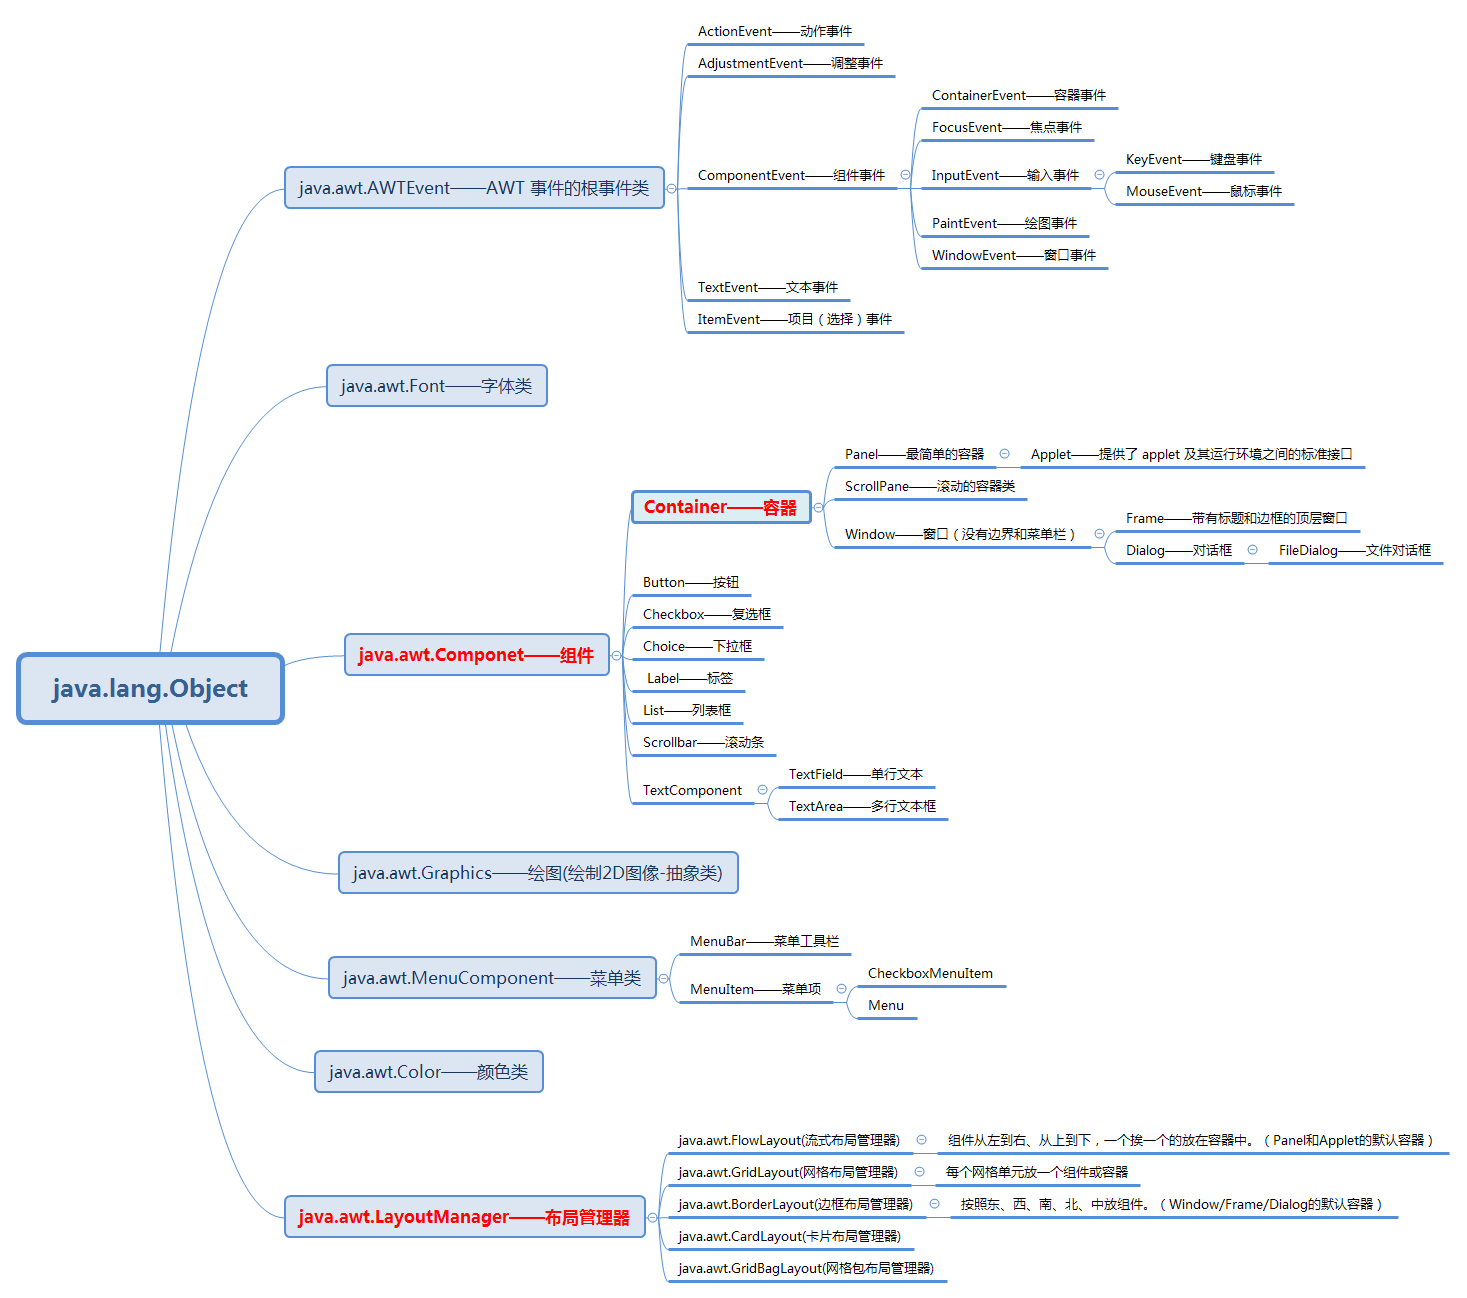 java.lang.Object
java.awt.AWTEvent——AWT 事件的根事件类
ActionEvent——动作事件
AdjustmentEvent——调整事件
ComponentEvent——组件事件
ContainerEvent——容器事件
FocusEvent——焦点事件
InputEvent——输入事件
KeyEvent——键盘事件
MouseEvent——鼠标事件
PaintEvent——绘图事件
WindowEvent——窗口事件
TextEvent——文本事件
ItemEvent——项目（选择）事件
java.awt.Font——字体类
java.awt.Componet——组件
Container——容器
Panel——最简单的容器
Applet——提供了 applet 及其运行环境之间的标准接口
ScrollPane——滚动的容器类
Window——窗口（没有边界和菜单栏）
Frame——带有标题和边框的顶层窗口
Dialog——对话框
FileDialog——文件对话框
Button——按钮
Checkbox——复选框
Choice——下拉框
Label——标签
List——列表框
Scrollbar——滚动条
TextComponent
TextField——单行文本
TextArea——多行文本框
java.awt.Graphics——绘图(绘制2D图像-抽象类)
java.awt.MenuComponent——菜单类
MenuBar——菜单工具栏
MenuItem——菜单项
CheckboxMenuItem
Menu
java.awt.Color——颜色类
java.awt.LayoutManager——布局管理器
java.awt.FlowLayout(流式布局管理器)
组件从左到右、从上到下，一个挨一个的放在容器中。（Panel和Applet的默认容器）
java.awt.GridLayout(网格布局管理器)
每个网格单元放一个组件或容器
java.awt.BorderLayout(边框布局管理器)
按照东、西、南、北、中放组件。（Window/Frame/Dialog的默认容器）
java.awt.CardLayout(卡片布局管理器)
java.awt.GridBagLayout(网格包布局管理器)